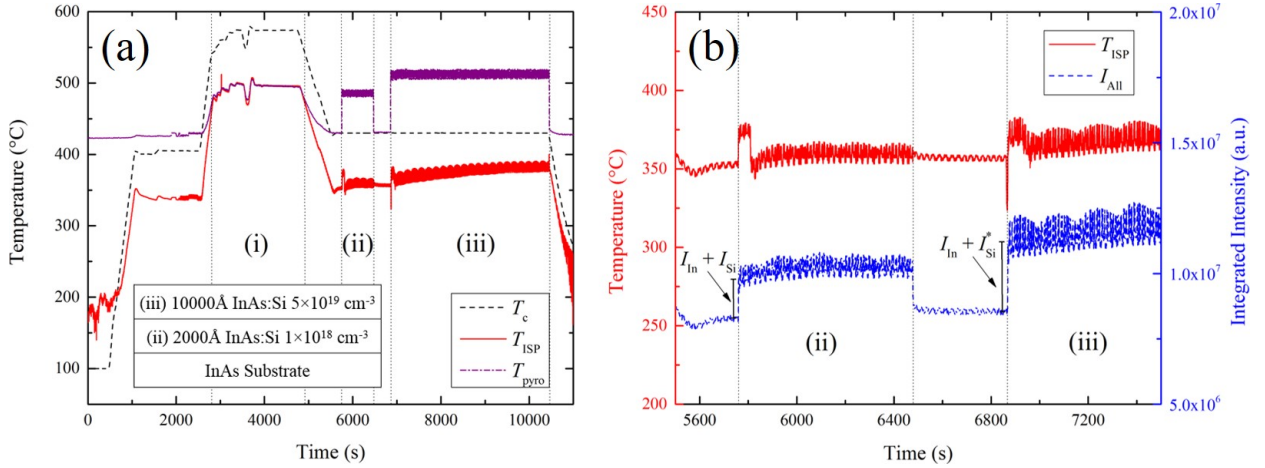 (a)
600
500
400
300
200
100
Temperature (°C)
(i)
(ii)
(iii)
(iii) 10000Å InAs:Si 5×10¹⁹ cm-³
(ii) 2000Å InAs:Si 1×10¹⁸ cm-³
InAs Substrate
T_c
T_ISP
T_pyro
0
2000
4000
6000
8000
10000
Time (s)
(b)
450
400
350
300
250
200
Temperature (°C)
T_ISP
I_All
I_In + I_Si
I_In + I*_Si
(ii)
(iii)
5600
6000
6400
6800
7200
Time (s)
2.0x10⁷
1.5x10⁷
1.0x10⁷
5.0x10⁶
Integrated Intensity (a.u.)